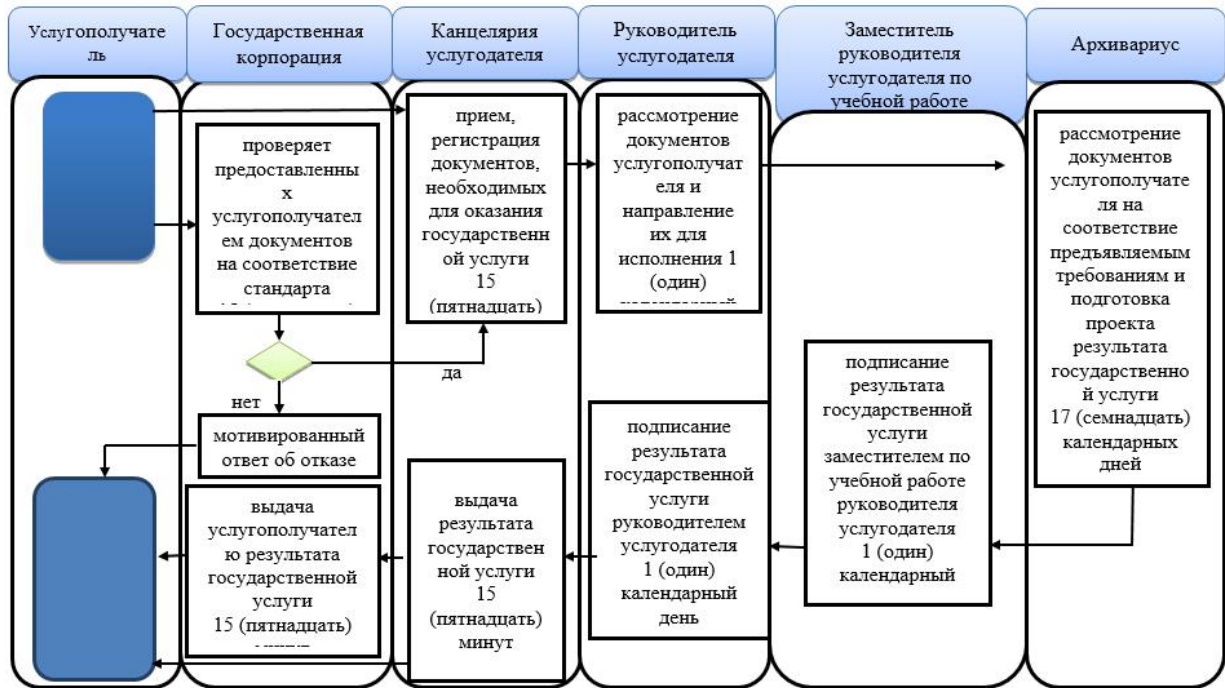 Услугополучате
ль
Государственная
корпорация
Канцелярия
услугодателя
Руководитель
услугодателя
Заместитель
руководителя
услугодателя по
учебной работе
Архивариус
проверяет
предоставленны
х
услугополучател
ем документов
на соответствие
стандарта
прием,
регистрация
документов,
необходимых
для оказания
государственн
ой услуги
15
(пятнадцать)
рассмотрение
документов
услугополучат
еля и
направление
их для
исполнения 1
(один)
календарный
рассмотрение
документов
услугополучате
ля на
соответствие
предъявляемым
требованиям и
подготовка
проекта
результата
государственно
й услуги
17 (семнадцать)
календарных
дней
да
нет
мотивированный
ответ об отказе
выдача
услугополучател
ю результата
государственной
услуги
15 (пятнадцать)
минут
выдача
результата
государствен
ной услуги
15
(пятнадцать)
минут
подписание
результата
государственной
услуги
руководителем
услугодателя
1 (один)
календарный
день
подписание
результата
государственной
услуги
заместителем по
учебной работе
руководителя
услугодателя
1 (один)
календарный